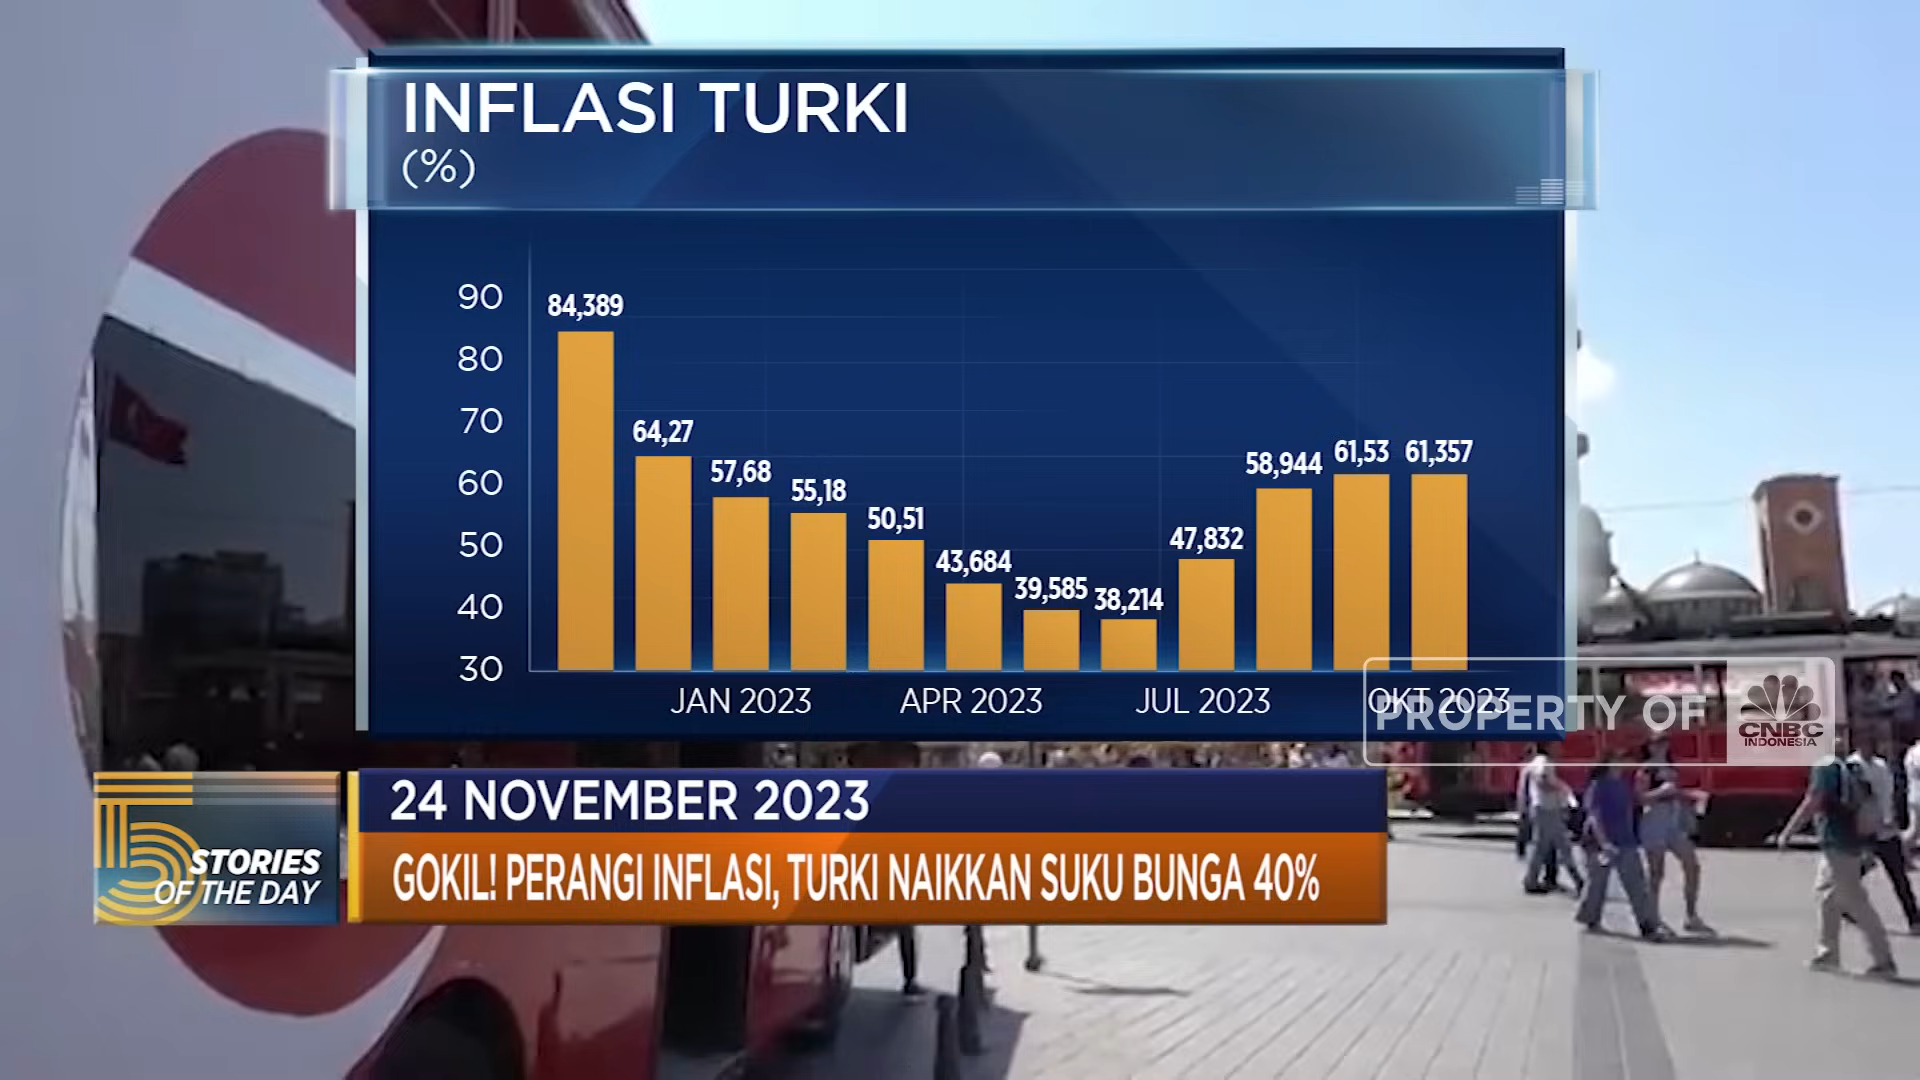 INFLASI TURKI
(%)
90
80
70
60
50
40
30
84,389
64,27
57,68
55,18
50,51
43,684
39,585
38,214
47,832
58,944
61,53
61,357
JAN 2023
APR 2023
JUL 2023
OKT 2023
PROPERTY OF
CNBC
INDONESIA
24 NOVEMBER 2023
GOKIL! PERANGI INFLASI, TURKI NAIKKAN SUKU BUNGA 40%
5 STORIES
OF THE DAY